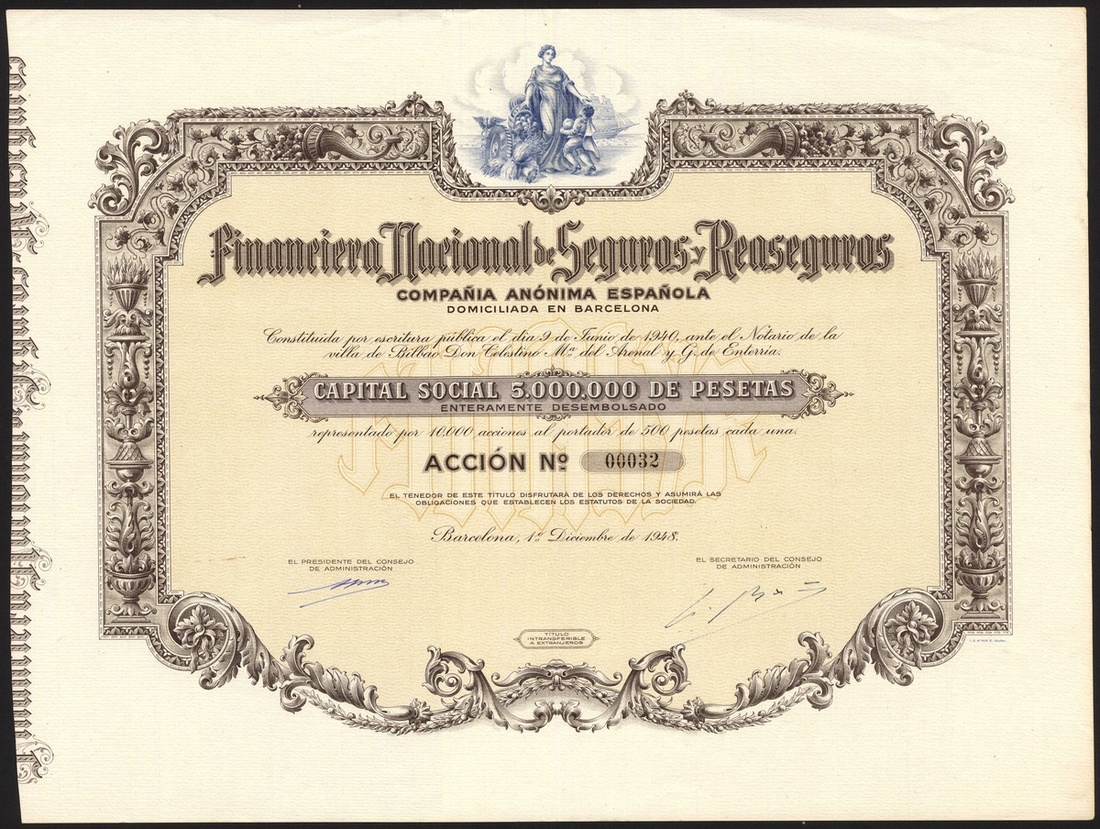 Financiera Nacional de Seguros y Reaseguros
COMPAÑIA ANÓNIMA ESPAÑOLA
DOMICILIADA EN BARCELONA
Constituida por escritura pública el dia 9 de Junio de 1940, ante el Notario de la
villa de Bilbao Don Celestino Mª. del Arenal y G. de Enterría.
CAPITAL SOCIAL 5.000.000 DE PESETAS
ENTERAMENTE DESEMBOLSADO
representado por 10.000 acciones al portador de 500 pesetas cada una.
ACCIÓN Nº 00032
EL TENEDOR DE ESTE TÍTULO DISFRUTARÁ DE LOS DERECHOS Y ASUMIRÁ LAS
OBLIGACIONES QUE ESTABLECEN LOS ESTATUTOS DE LA SOCIEDAD.
Barcelona, 1º Diciembre de 1948.
EL PRESIDENTE DEL CONSEJO
DE ADMINISTRACIÓN
EL SECRETARIO DEL CONSEJO
DE ADMINISTRACIÓN
TÍTULO
INTRANSFERIBLE
A EXTRANJEROS